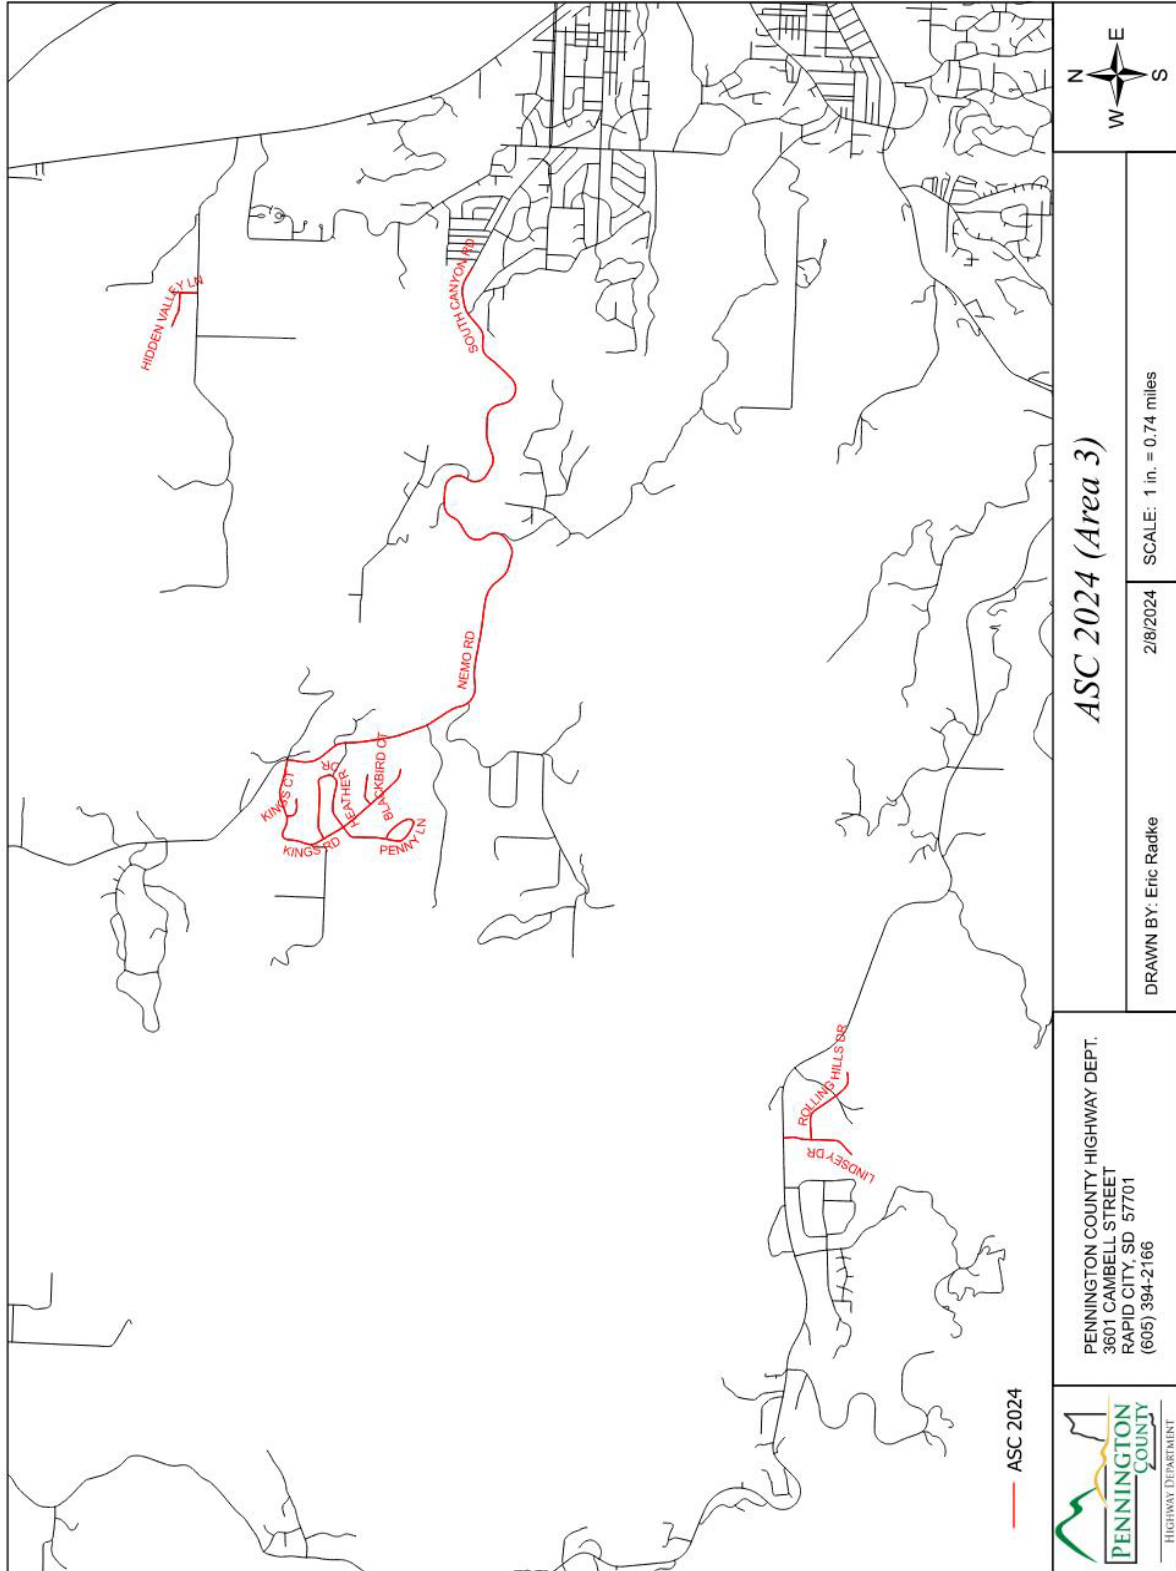 HIDDEN VALLEY LN
SOUTH CANYON RD
NEMO RD
KINGS CT
HEATHER DR
BLACKBIRD CT
KINGS RD
PENNY LN
ROLLING HILLS DR
LINDSEY DR
ASC 2024
PENNINGTON
COUNTY
HIGHWAY DEPARTMENT
PENNINGTON COUNTY HIGHWAY DEPT.
3601 CAMBELL STREET
RAPID CITY, SD 57701
(605) 394-2166
ASC 2024 (Area 3)
DRAWN BY: Eric Radke
2/8/2024
SCALE: 1 in. = 0.74 miles
N
W E
S